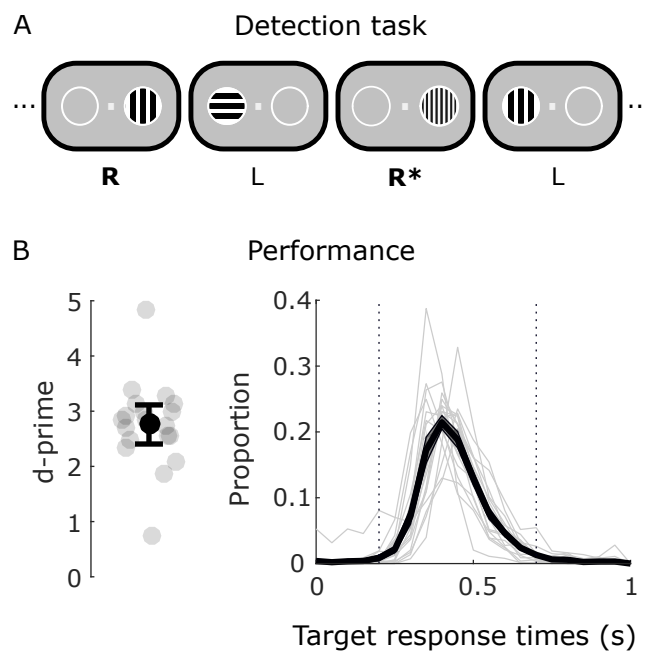 A
Detection task
...
..
R
L
R*
L
B
Performance
5
4
3
2
1
0
d-prime
0.4
0.3
0.2
0.1
0
Proportion
0
0.5
1
Target response times (s)